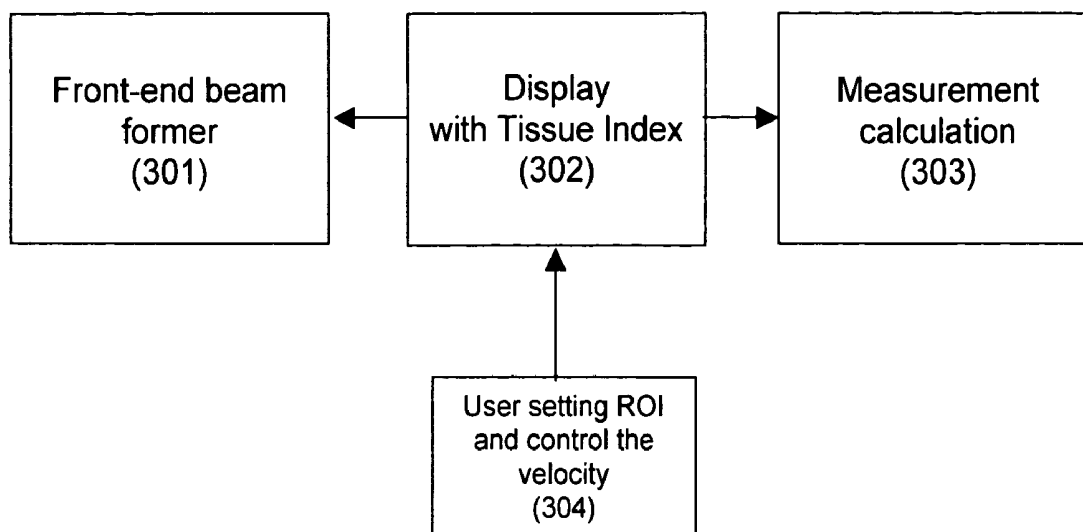 Front-end beam
former
(301)
Display
with Tissue Index
(302)
Measurement
calculation
(303)
User setting ROI
and control the
velocity
(304)